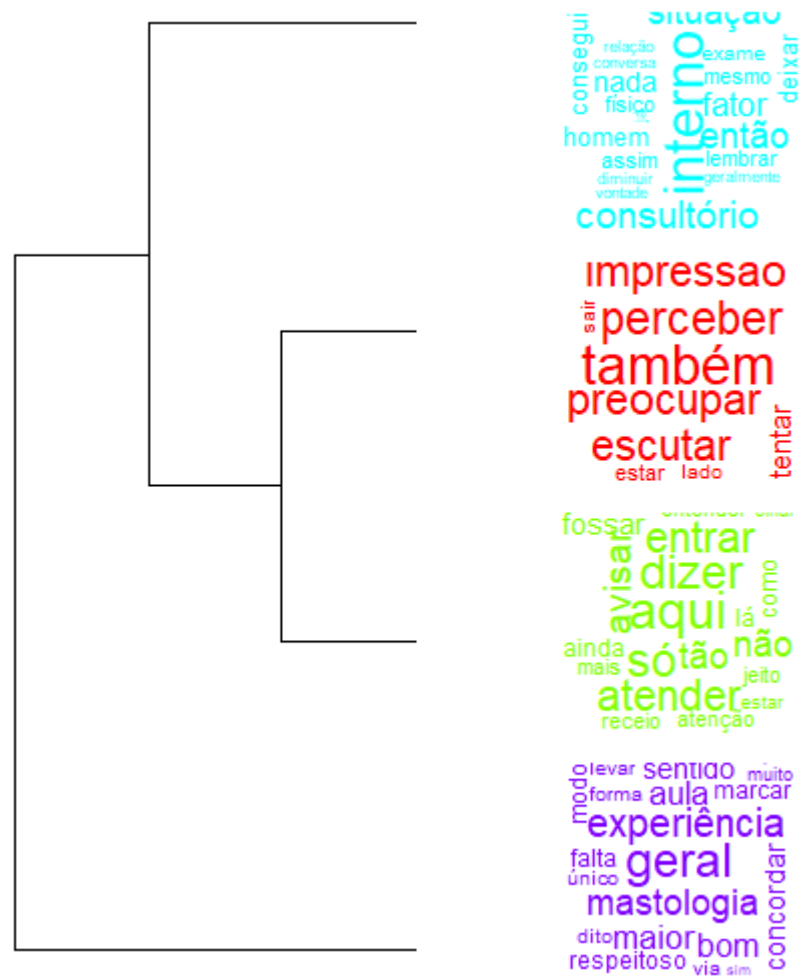 situação
consegui
relação
exame
deixar
conversa
interno
nada
mesmo
físico
fator
homem
então
assim
lembrar
diminuir
geralmente
vontade
consultório
impressao
sair
perceber
também
preocupar
tentar
escutar
estar lado
fossar
entender
entrar
avisar
dizer
como
aqui
lá
ainda
só
tão
não
mais
jeito
atender
estar
receio atenção
modo
levar sentido muito
forma aula marcar
experiência
falta
geral
único
concordar
mastologia
dito maior bom
respeitoso via sim